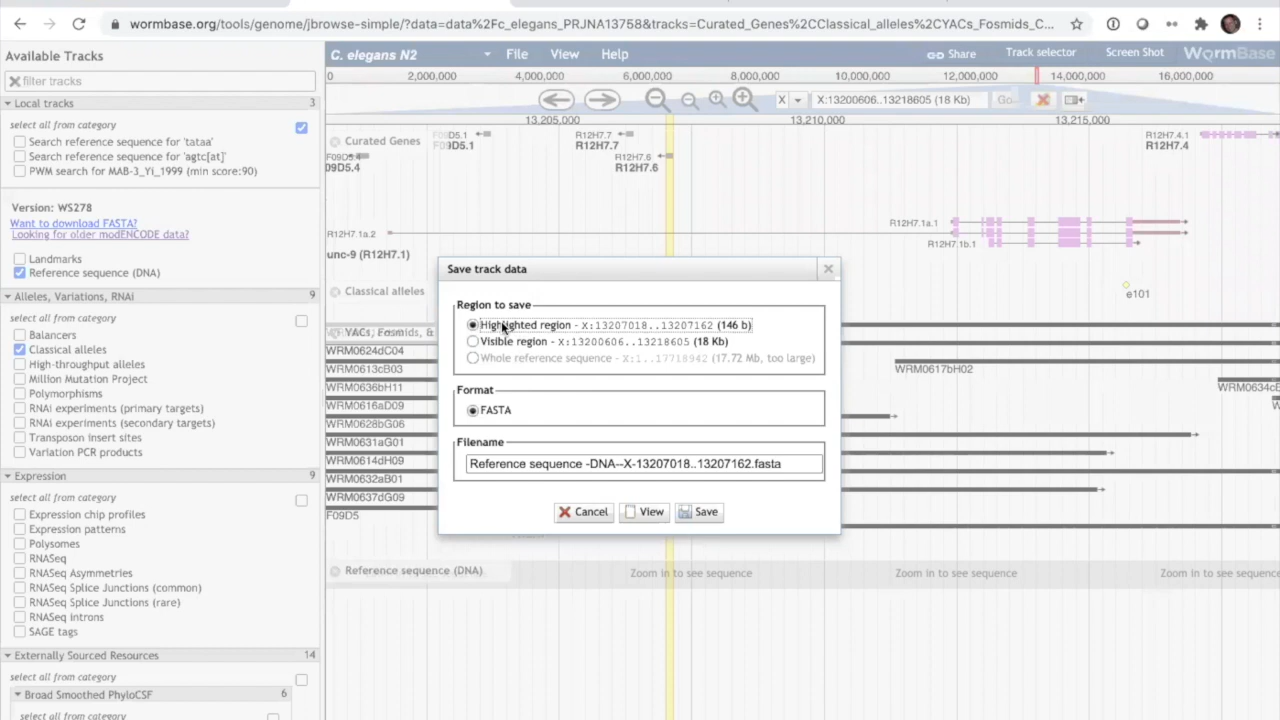 wormbase.org/tools/genome/jbrowse-simple/?data=data%2Fc_elegans_PRJNA13758&tracks=Curated_Genes%2CClassical_alleles%2CYACs_Fosmids_C...
Available Tracks
filter tracks
Local tracks 3
select all from category
Search reference sequence for 'tataa'
Search reference sequence for 'agtc[at]'
PWM search for MAB-3_Yi_1999 (min score:90)
Version: WS278
Want to download FASTA?
Looking for older modENCODE data?
Landmarks
Reference sequence (DNA)
Alleles, Variations, RNAi 9
select all from category
Balancers
Classical alleles
High-throughput alleles
Million Mutation Project
Polymorphisms
RNAi experiments (primary targets)
RNAi experiments (secondary targets)
Transposon insert sites
Variation PCR products
Expression 9
select all from category
Expression chip profiles
Expression patterns
Polysomes
RNASeq
RNASeq Asymmetries
RNASeq Splice Junctions (common)
RNASeq Splice Junctions (rare)
RNASeq introns
SAGE tags
Externally Sourced Resources 14
select all from category
Broad Smoothed PhyloCSF 6
select all from category
C. elegans N2 File View Help Share Track selector Screen Shot WormBase
0 2,000,000 4,000,000 6,000,000 8,000,000 10,000,000 12,000,000 14,000,000 16,000,000
X X:13200606..13218605 (18 Kb) Go
13,205,000 13,210,000 13,215,000
Curated Genes
F09D5.1
F09D5.1
R12H7.7
R12H7.7
R12H7.4.1
R12H7.4
09D5.4
R12H7.6
R12H7.6
R12H7.1a.1
R12H7.1a.2
R12H7.1b.1
unc-9 (R12H7.1)
Classical alleles
e101
YACs, Fosmids, &
WRM0624dC04
WRM0613cB03
WRM0617bH02
WRM0636bH11
WRM0634cE
WRM0616aD09
W
WRM0628bG06
WRM0631aG01
WRM0614dH09
WRM0632aB01
WRM0637dG09
F09D5
Reference sequence (DNA)
Zoom in to see sequence Zoom in to see sequence Zoom in to see sequence
Save track data
Region to save
Highlighted region - X:13207018..13207162 (146 b)
Visible region - X:13200606..13218605 (18 Kb)
Whole reference sequence - X:1..17718942 (17.72 Mb, too large)
Format
FASTA
Filename
Reference sequence -DNA--X-13207018..13207162.fasta
Cancel View Save